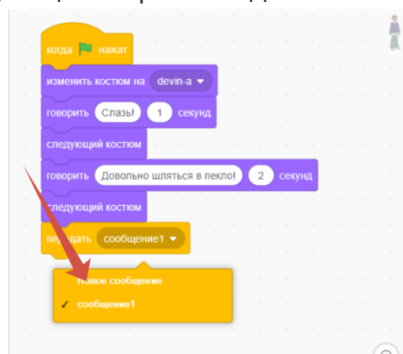 когда нажат
изменить костюм на devin-a
говорить Слазь! 1 секунд
следующий костюм
говорить Довольно шляться в пекло! 2 секунд
следующий костюм
передать сообщение1
Новое сообщение
✓ сообщение1